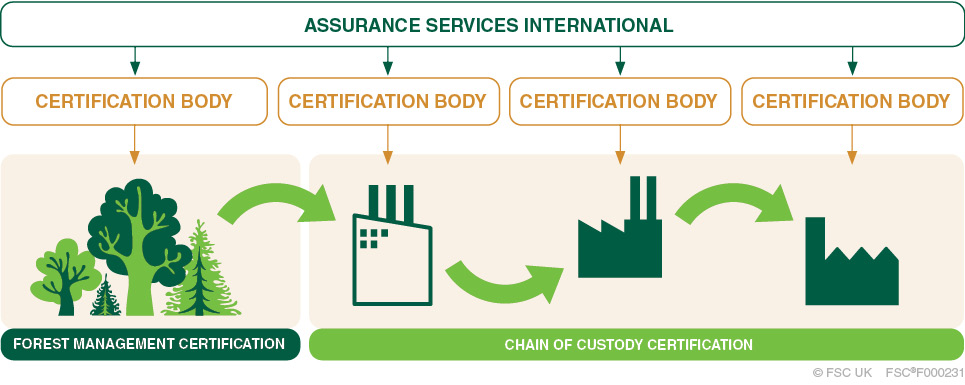 ASSURANCE SERVICES INTERNATIONAL
CERTIFICATION BODY
CERTIFICATION BODY
CERTIFICATION BODY
CERTIFICATION BODY
FOREST MANAGEMENT CERTIFICATION
CHAIN OF CUSTODY CERTIFICATION
© FSC UK FSC®F000231